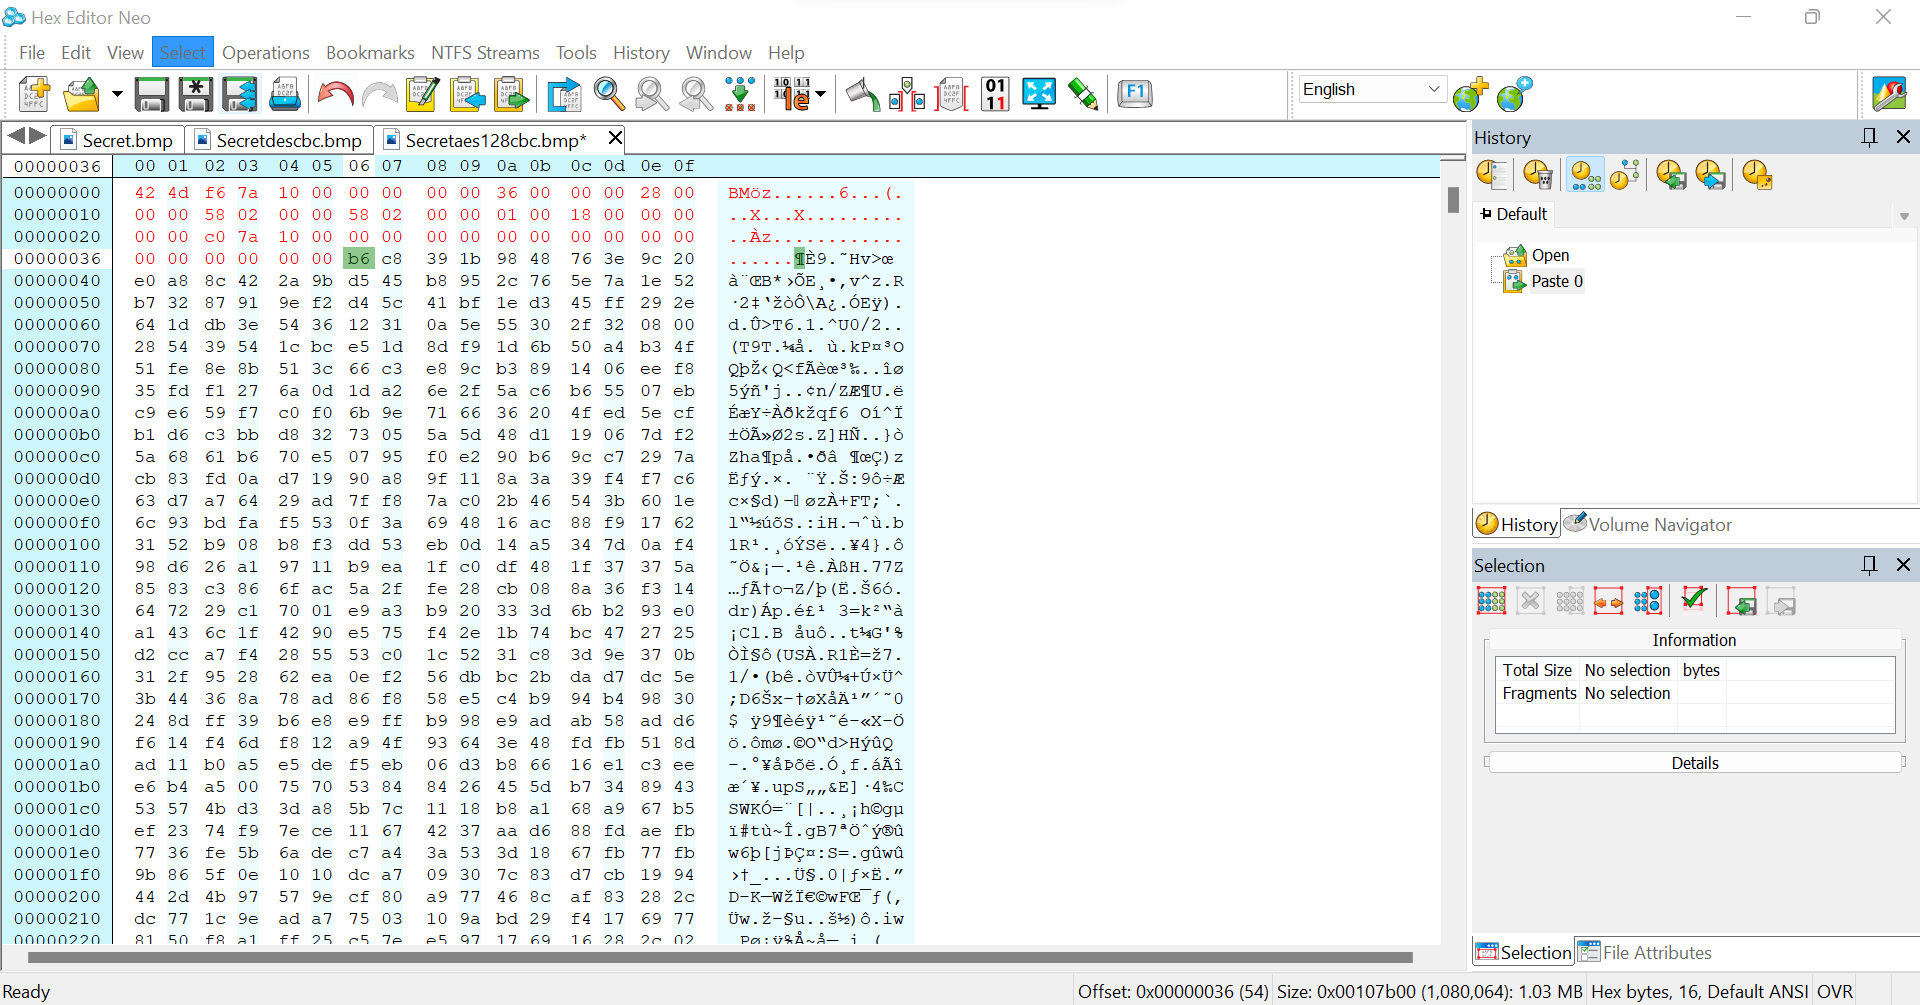 Hex Editor Neo
File Edit View Select Operations Bookmarks NTFS Streams Tools History Window Help
English
Secret.bmp Secretdescbc.bmp Secretaes128cbc.bmp*
00000036 00 01 02 03 04 05 06 07 08 09 0a 0b 0c 0d 0e 0f
00000000 42 4d f6 7a 10 00 00 00 00 00 36 00 00 00 28 00 BMöz......6...(.
00000010 00 00 58 02 00 00 58 02 00 00 01 00 18 00 00 00 ..X...X.........
00000020 00 00 c0 7a 10 00 00 00 00 00 00 00 00 00 00 00 ..Àz............
00000036 00 00 00 00 00 00 b6 c8 39 1b 98 48 76 3e 9c 20 ......¶È9.˜Hv>œ
00000040 e0 a8 8c 42 2a 9b d5 45 b8 95 2c 76 5e 7a 1e 52 à¨ŒB*›ÕE¸•,v^z.R
00000050 b7 32 87 91 9e f2 d4 5c 41 bf 1e d3 45 ff 29 2e ·2‡‘žòÔ\A¿.ÓEÿ).
00000060 64 1d db 3e 54 36 12 31 0a 5e 55 30 2f 32 08 00 d.Û>T6.1.^U0/2..
00000070 28 54 39 54 1c bc e5 1d 8d f9 1d 6b 50 a4 b3 4f (T9T.¼å. ù.kP¤³O
00000080 51 fe 8e 8b 51 3c 66 c3 e8 9c b3 89 14 06 ee f8 QþŽ‹Q<fÃèœ³‰..îø
00000090 35 fd f1 27 6a 0d 1d a2 6e 2f 5a c6 b6 55 07 eb 5ýñ'j..¢n/ZÆ¶U.ë
000000a0 c9 e6 59 f7 c0 f0 6b 9e 71 66 36 20 4f ed 5e cf ÉæY÷Àðkžqf6 Oí^Ï
000000b0 b1 d6 c3 bb d8 32 73 05 5a 5d 48 d1 19 06 7d f2 ±ÖÃ»Ø2s.Z]HÑ..}ò
000000c0 5a 68 61 b6 70 e5 07 95 f0 e2 90 b6 9c c7 29 7a Zha¶på.•ðâ ¶œÇ)z
000000d0 cb 83 fd 0a d7 19 90 a8 9f 11 8a 3a 39 f4 f7 c6 Ëƒý.×. ¨Ÿ.Š:9ô÷Æ
000000e0 63 d7 a7 64 29 ad 7f f8 7a c0 2b 46 54 3b 60 1e c×§d)-▯øzÀ+FT;`.
000000f0 6c 93 bd fa f5 53 0f 3a 69 48 16 ac 88 f9 17 62 l“½úõS.:iH.¬ˆù.b
00000100 31 52 b9 08 b8 f3 dd 53 eb 0d 14 a5 34 7d 0a f4 1R¹.¸óÝSë..¥4}.ô
00000110 98 d6 26 a1 97 11 b9 ea 1f c0 df 48 1f 37 37 5a ˜Ö&¡—.¹ê.ÀßH.77Z
00000120 85 83 c3 86 6f ac 5a 2f fe 28 cb 08 8a 36 f3 14 …ƒÃ†o¬Z/þ(Ë.Š6ó.
00000130 64 72 29 c1 70 01 e9 a3 b9 20 33 3d 6b b2 93 e0 dr)Áp.é£¹ 3=k²“à
00000140 a1 43 6c 1f 42 90 e5 75 f4 2e 1b 74 bc 47 27 25 ¡Cl.B åuô..t¼G'%
00000150 d2 cc a7 f4 28 55 53 c0 1c 52 31 c8 3d 9e 37 0b ÒÌ§ô(USÀ.R1È=ž7.
00000160 31 2f 95 28 62 ea 0e f2 56 db bc 2b da d7 dc 5e 1/•(bê.òVÛ¼+Ú×Ü^
00000170 3b 44 36 8a 78 ad 86 f8 58 e5 c4 b9 94 b4 98 30 ;D6Šx-†øXåÄ¹”´˜0
00000180 24 8d ff 39 b6 e8 e9 ff b9 98 e9 ad ab 58 ad d6 $ ÿ9¶èéÿ¹˜é-«X-Ö
00000190 f6 14 f4 6d f8 12 a9 4f 93 64 3e 48 fd fb 51 8d ö.ômø.©O“d>HýûQ
000001a0 ad 11 b0 a5 e5 de f5 eb 06 d3 b8 66 16 e1 c3 ee -.°¥åÞõë.Ó¸f.áÃî
000001b0 e6 b4 a5 00 75 70 53 84 84 26 45 5d b7 34 89 43 æ´¥.upS„„&E]·4‰C
000001c0 53 57 4b d3 3d a8 5b 7c 11 18 b8 a1 68 a9 67 b5 SWKÓ=¨[|..¸¡h©gµ
000001d0 ef 23 74 f9 7e ce 11 67 42 37 aa d6 88 fd ae fb ï#tù~Î.gB7ªÖˆý®û
000001e0 77 36 fe 5b 6a de c7 a4 3a 53 3d 18 67 fb 77 fb w6þ[jÞÇ¤:S=.gûwû
000001f0 9b 86 5f 0e 10 10 dc a7 09 30 7c 83 d7 cb 19 94 ›†_...Ü§.0|ƒ×Ë.”
00000200 44 2d 4b 97 57 9e cf 80 a9 77 46 8c af 83 28 2c D-K—WžÏ€©wFŒ¯ƒ(,
00000210 dc 77 1c 9e ad a7 75 03 10 9a bd 29 f4 17 69 77 Üw.ž-§u..š½)ô.iw
00000220 81 50 f8 a1 ff 25 c5 7e e5 97 17 69 16 28 2c 02
History
Default
Open
Paste 0
History Volume Navigator
Selection
Information
Total Size No selection bytes
Fragments No selection
Details
Selection File Attributes
Ready Offset: 0x00000036 (54) Size: 0x00107b00 (1,080,064): 1.03 MB Hex bytes, 16, Default ANSI OVR